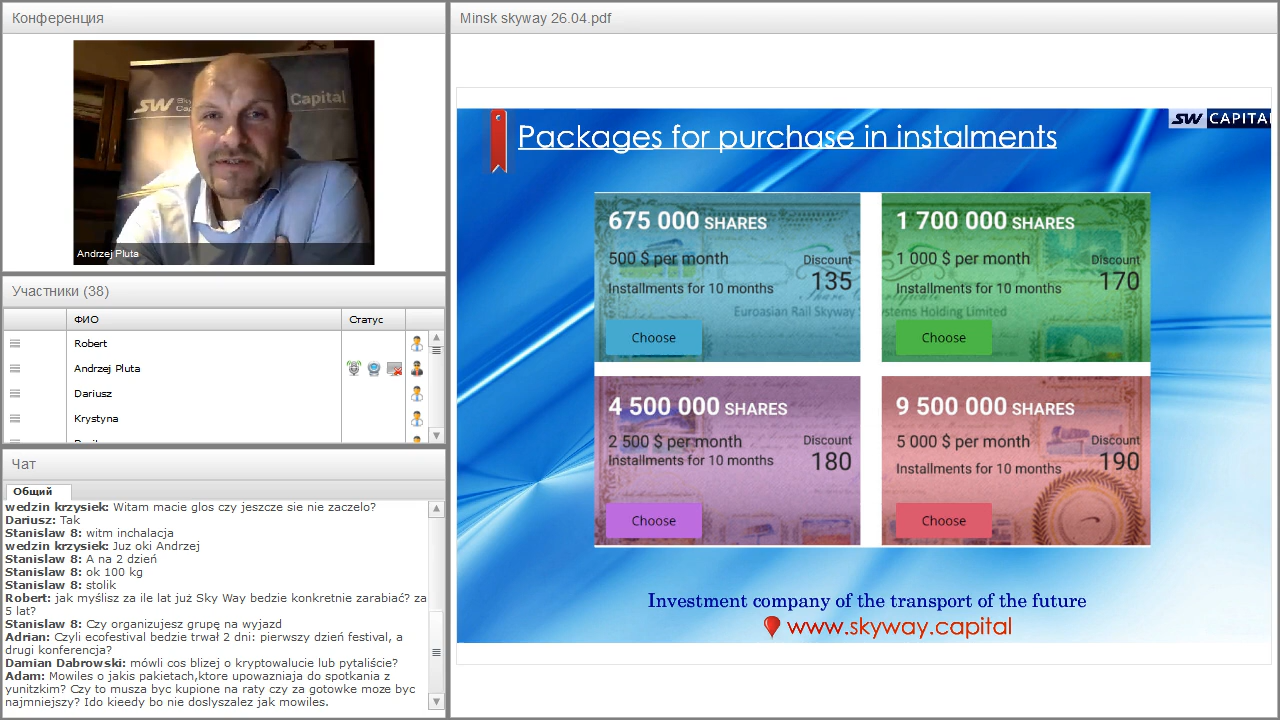 Конференция
SW
Capital
Andrzej Pluta
Участники (38)
ФИО Статус
Robert
Andrzej Pluta
Dariusz
Krystyna
Чат
Общий
wedzin krzysiek: Witam macie glos czy jeszcze sie nie zaczelo?
Dariusz: Tak
Stanislaw 8: witm inchalacja
wedzin krzysiek: Juz oki Andrzej
Stanislaw 8: A na 2 dzień
Stanislaw 8: ok 100 kg
Stanislaw 8: stolik
Robert: jak myślisz za ile lat już Sky Way bedzie konkretnie zarabiać? za
5 lat?
Stanislaw 8: Czy organizujesz grupę na wyjazd
Adrian: Czyli ecofestival bedzie trwał 2 dni: pierwszy dzień festival, a
drugi konferencja?
Damian Dabrowski: mówli cos blizej o kryptowalucie lub pytaliście?
Adam: Mowiles o jakis pakietach,ktore upowazniaja do spotkania z
yunitzkim? Czy to musza byc kupione na raty czy za gotowke moze byc
najmniejszy? Ido kieedy bo nie doslyszalez jak mowiles.
Minsk skyway 26.04.pdf
SW CAPITAL
Packages for purchase in instalments
675 000 SHARES
500 $ per month
Discount
135
Installments for 10 months
Choose
1 700 000 SHARES
1 000 $ per month
Discount
170
Installments for 10 months
Choose
Share Certificate
Euroasian Rail Skyway Systems Holding Limited
4 500 000 SHARES
2 500 $ per month
Discount
180
Installments for 10 months
Choose
9 500 000 SHARES
5 000 $ per month
Discount
190
Installments for 10 months
Choose
Investment company of the transport of the future
www.skyway.capital